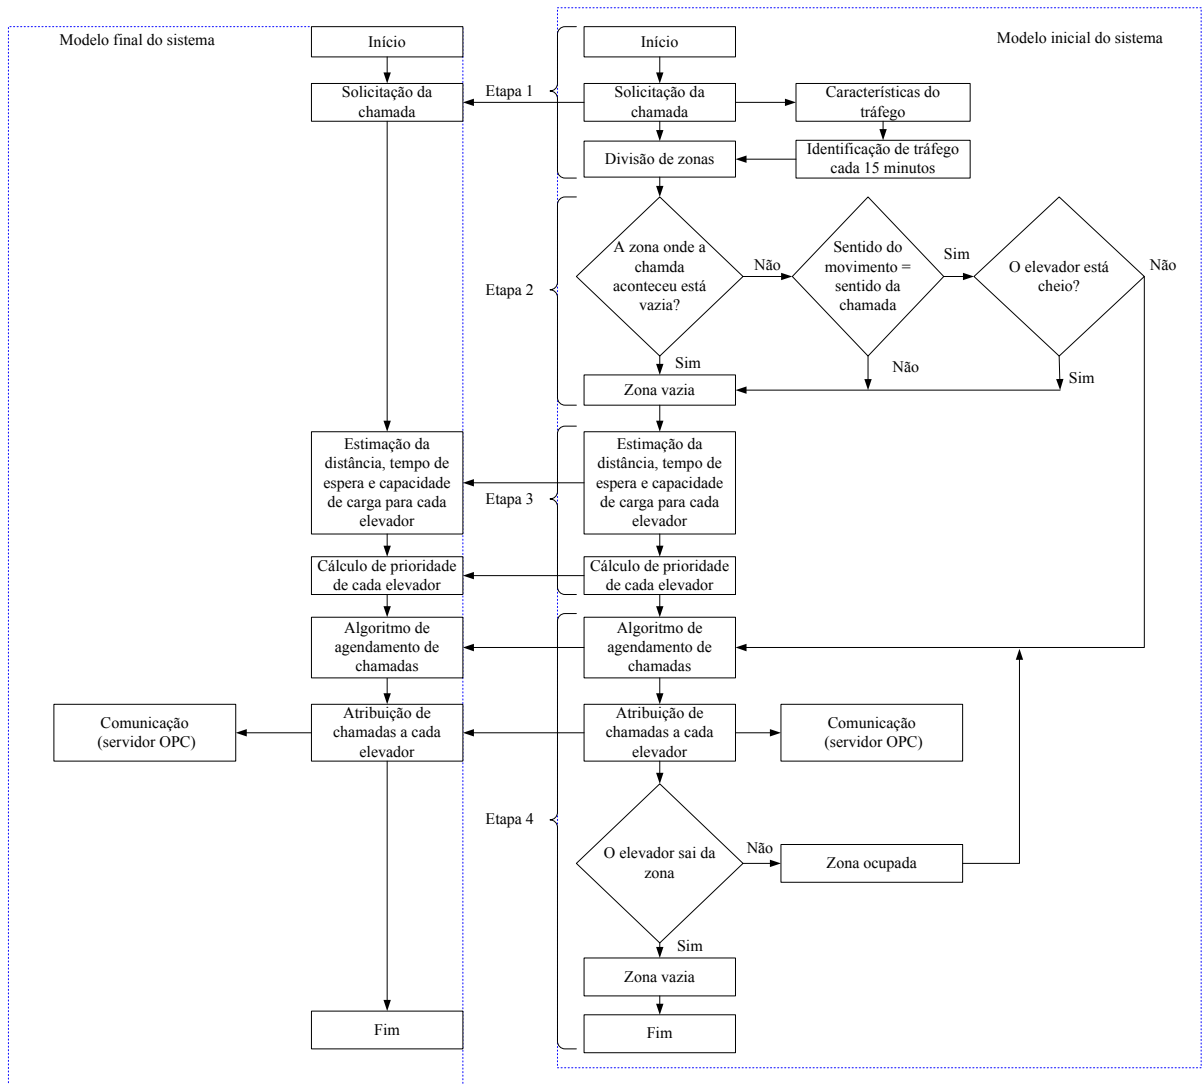 Modelo final do sistema
Início
Solicitação da
chamada
Estimação da
distância, tempo de
espera e capacidade
de carga para cada
elevador
Cálculo de prioridade
de cada elevador
Algoritmo de
agendamento de
chamadas
Atribuição de
chamadas a cada
elevador
Comunicação
(servidor OPC)
Fim
Modelo inicial do sistema
Etapa 1
Início
Solicitação da
chamada
Características do
tráfego
Identificação de tráfego
cada 15 minutos
Divisão de zonas
Etapa 2
A zona onde a
chamda
aconteceu está
vazia?
Não
Sentido do
movimento =
sentido da
chamada
Sim
O elevador está
cheio?
Não
Sim
Não
Sim
Zona vazia
Etapa 3
Estimação da
distância, tempo de
espera e capacidade
de carga para cada
elevador
Cálculo de prioridade
de cada elevador
Etapa 4
Algoritmo de
agendamento de
chamadas
Atribuição de
chamadas a cada
elevador
Comunicação
(servidor OPC)
O elevador sai da
zona
Não
Zona ocupada
Sim
Zona vazia
Fim